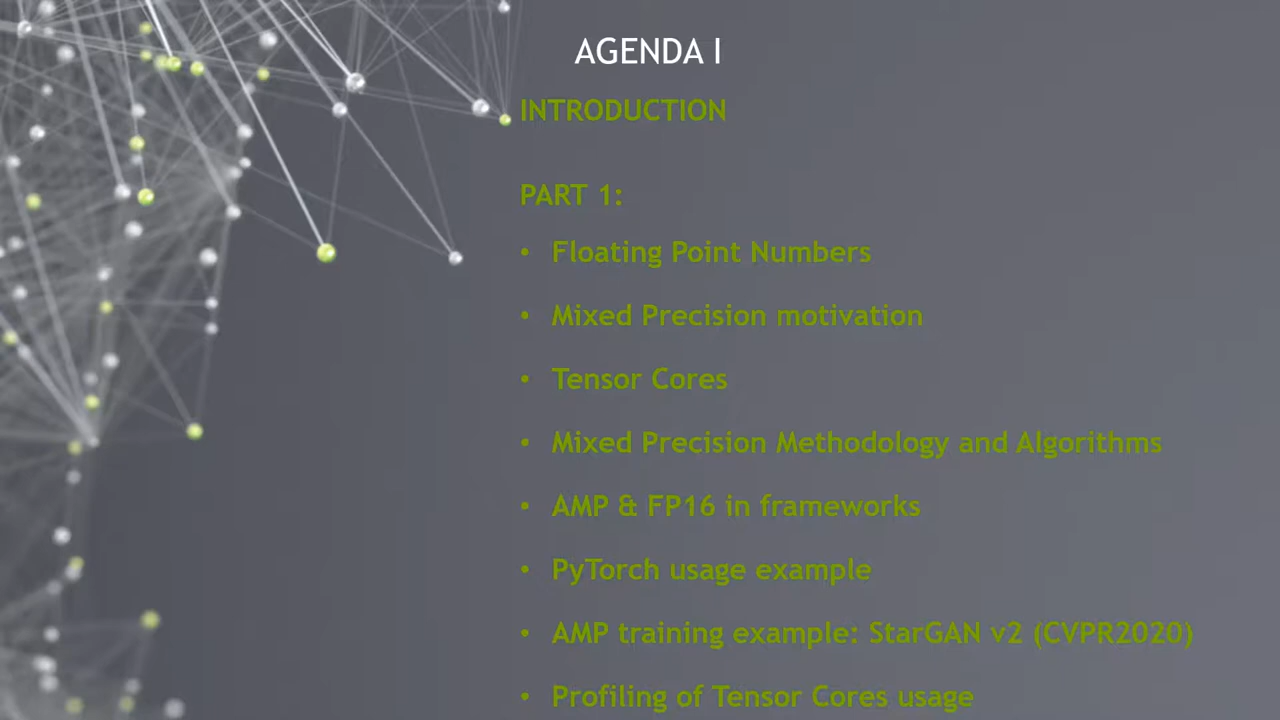 AGENDA I
INTRODUCTION
PART 1:
• Floating Point Numbers
• Mixed Precision motivation
• Tensor Cores
• Mixed Precision Methodology and Algorithms
• AMP & FP16 in frameworks
• PyTorch usage example
• AMP training example: StarGAN v2 (CVPR2020)
• Profiling of Tensor Cores usage